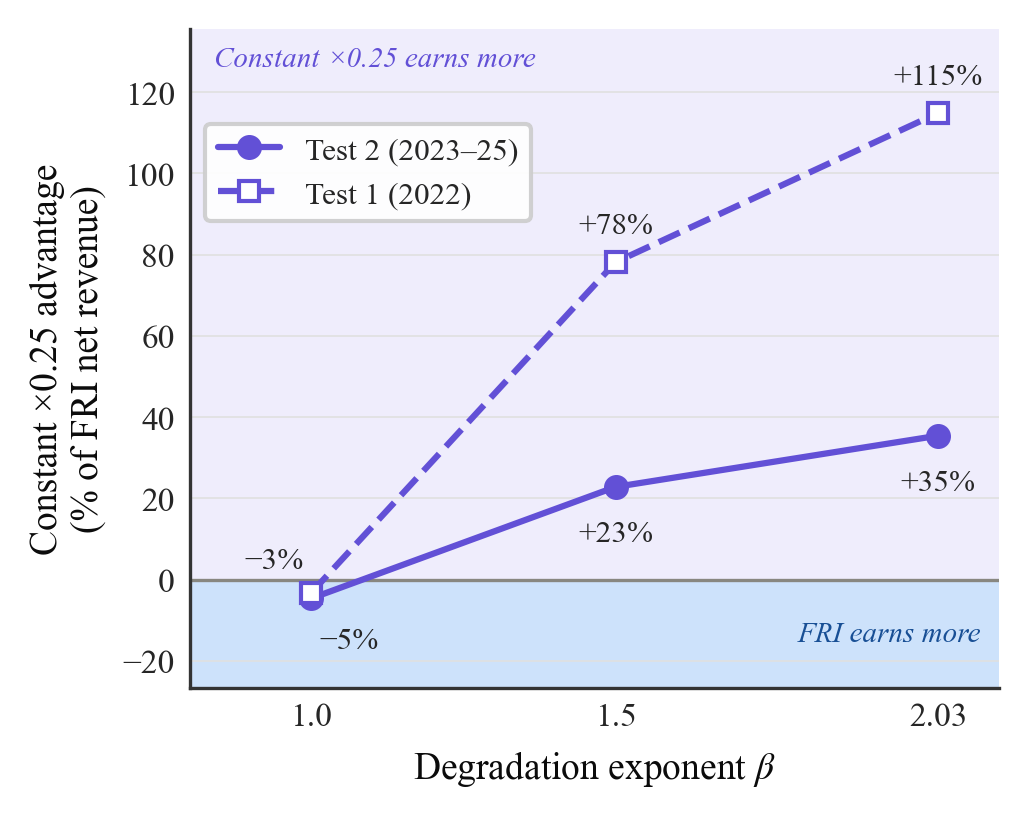 Constant ×0.25 earns more
+115%
120
Test 2 (2023–25)
100
Test 1 (2022)
+78%
80
60
40
+35%
20
+23%
−3%
0
−5%
FRI earns more
−20
Constant ×0.25 advantage
(% of FRI net revenue)
1.0
1.5
2.03
Degradation exponent β